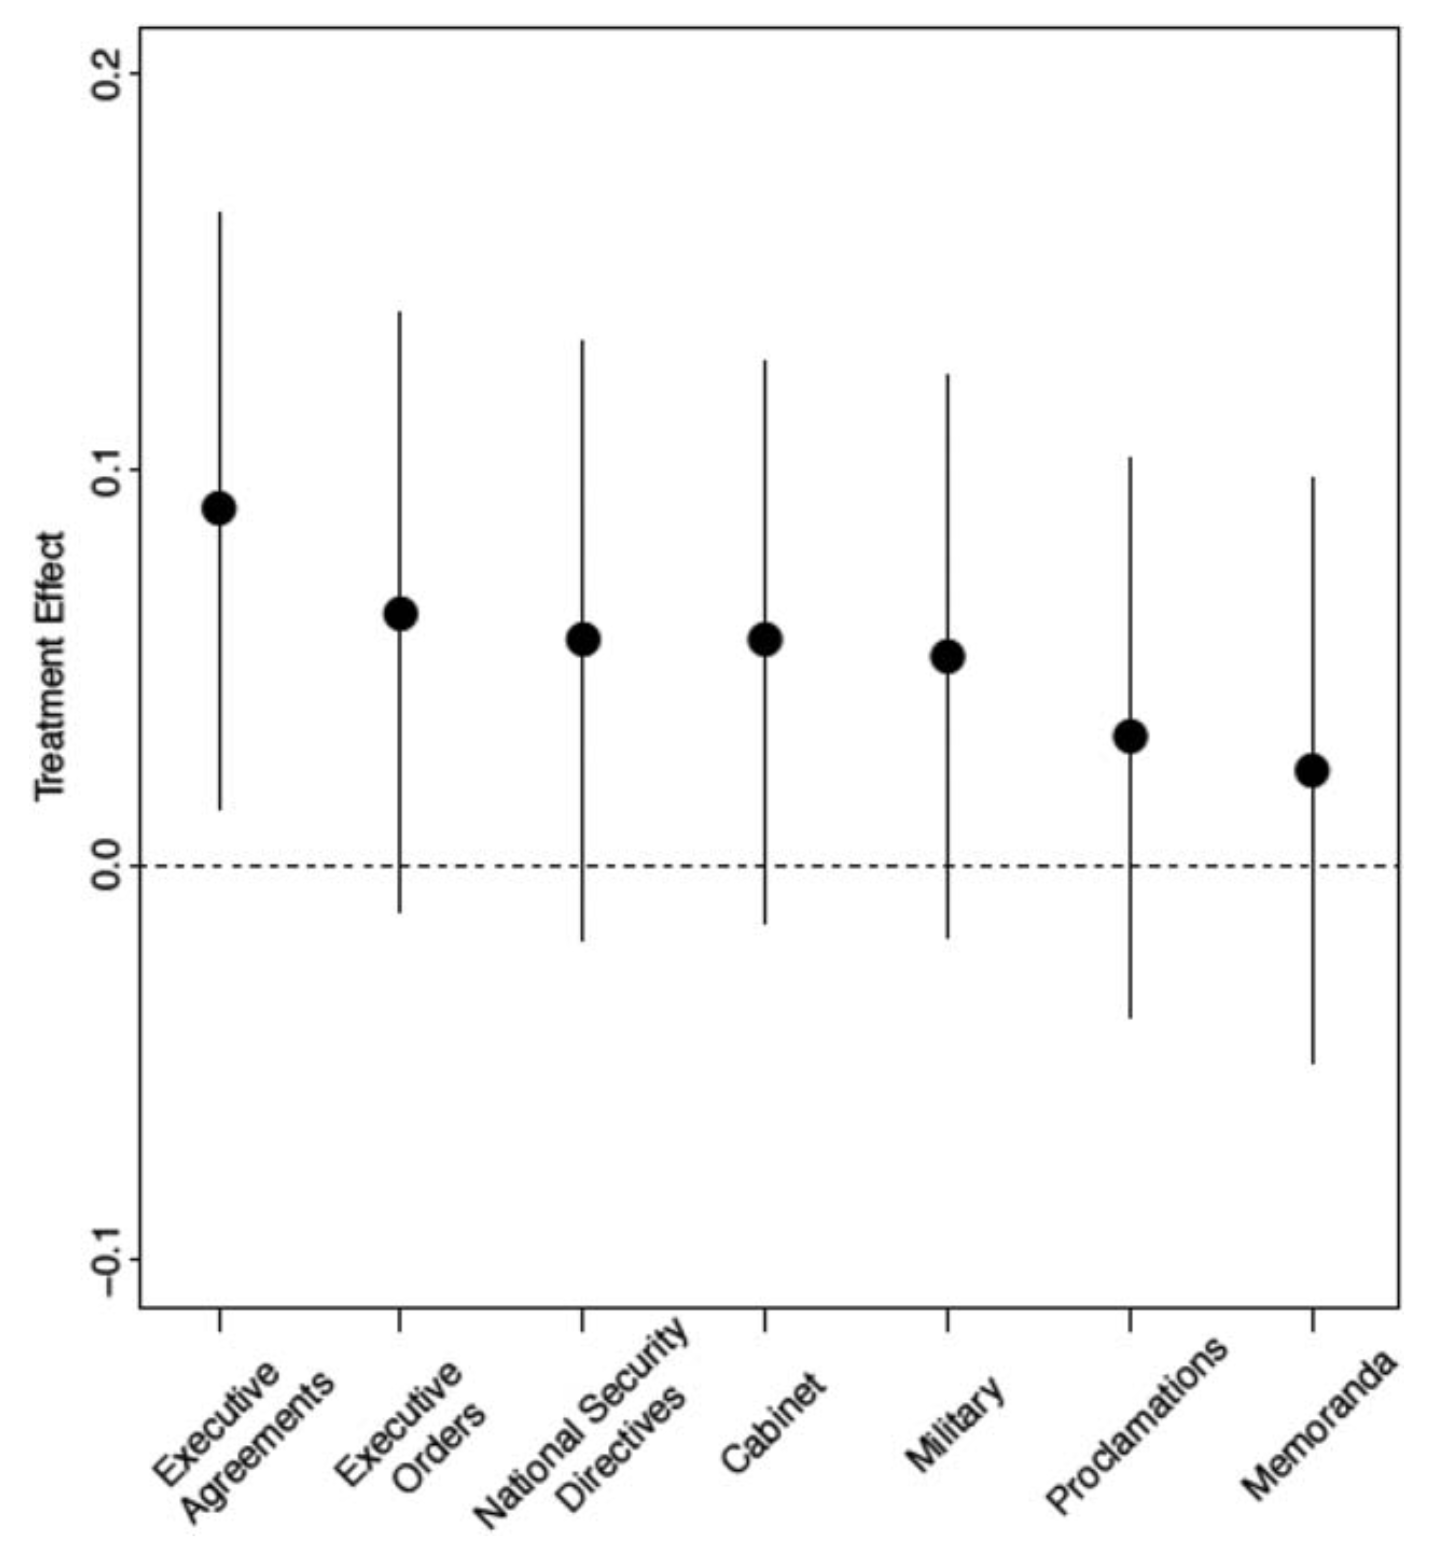 0.2
0.1
0.0
−0.1
Treatment Effect
Executive
Agreements
Executive
Orders
National Security
Directives
Cabinet
Military
Proclamations
Memoranda